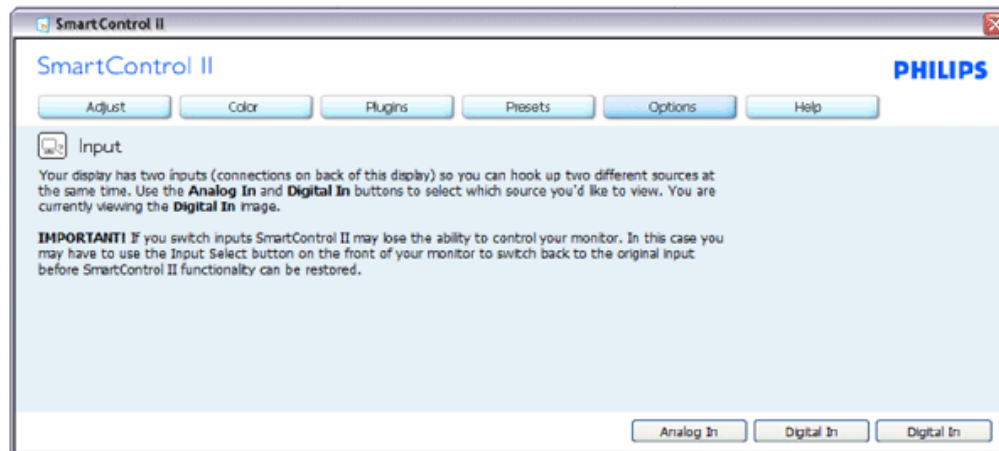 SmartControl II
SmartControl II
PHILIPS
Adjust Color Plugins Presets Options Help
Input
Your display has two inputs (connections on back of this display) so you can hook up two different sources at
the same time. Use the Analog In and Digital In buttons to select which source you'd like to view. You are
currently viewing the Digital In image.
IMPORTANT! If you switch inputs SmartControl II may lose the ability to control your monitor. In this case you
may have to use the Input Select button on the front of your monitor to switch back to the original input
before SmartControl II functionality can be restored.
Analog In Digital In Digital In